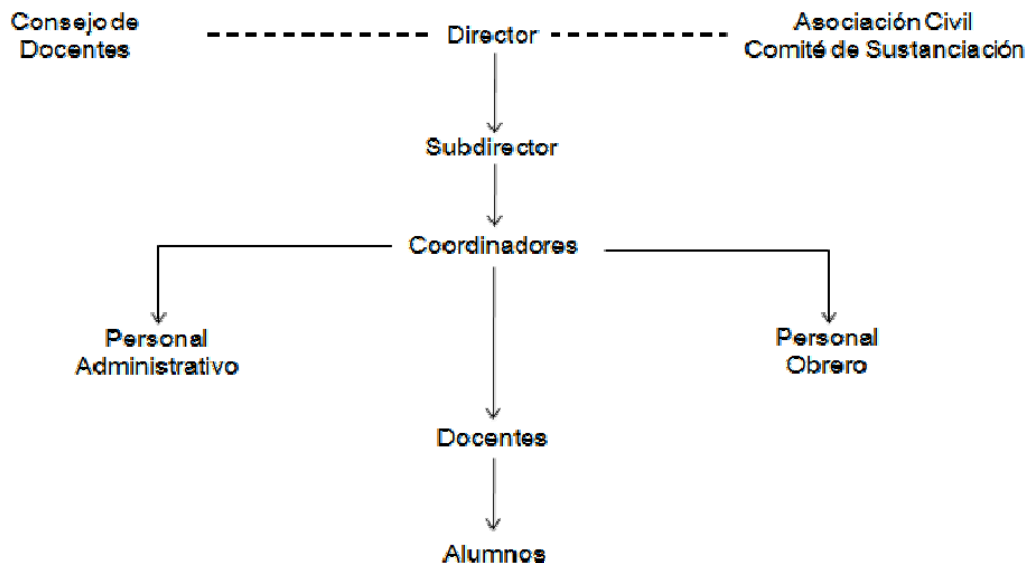 Consejo de
Docentes
Director
Asociación Civil
Comité de Sustanciación
Subdirector
Coordinadores
Personal
Administrativo
Personal
Obrero
Docentes
Alumnos